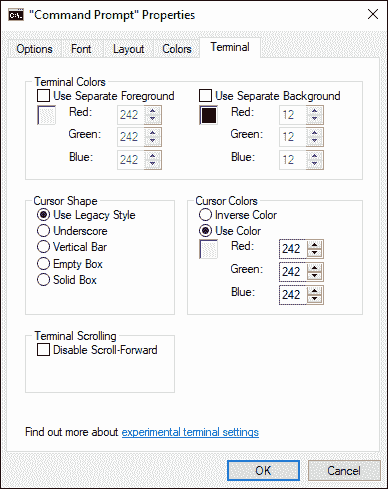 "Command Prompt" Properties
Options Font Layout Colors Terminal
Terminal Colors
Use Separate Foreground
Red: 242
Green: 242
Blue: 242
Use Separate Background
Red: 12
Green: 12
Blue: 12
Cursor Shape
Use Legacy Style
Underscore
Vertical Bar
Empty Box
Solid Box
Cursor Colors
Inverse Color
Use Color
Red: 242
Green: 242
Blue: 242
Terminal Scrolling
Disable Scroll-Forward
Find out more about experimental terminal settings
OK Cancel